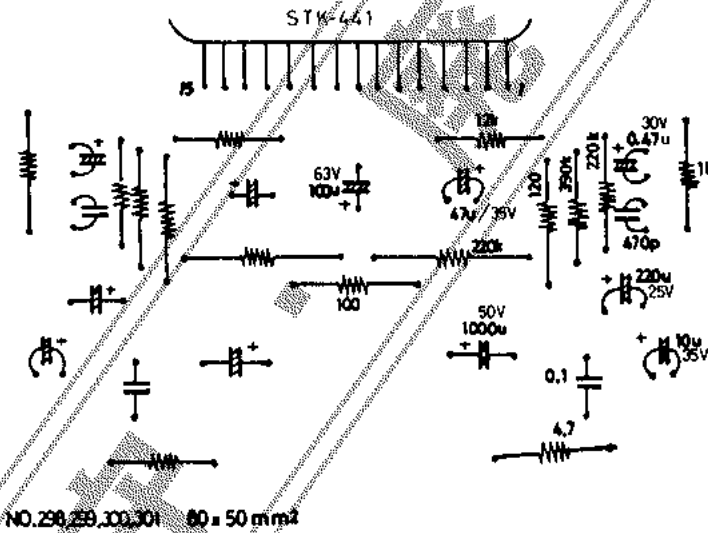 STK-441
15
1
12k
30V
0.47u
63V
100u
47u/35V
120
390k
220k
470p
220k
220u
25V
100
50V
1000u
10u
35V
0,1
4,7
NO.298,299,300,301 80 x 50 mm2